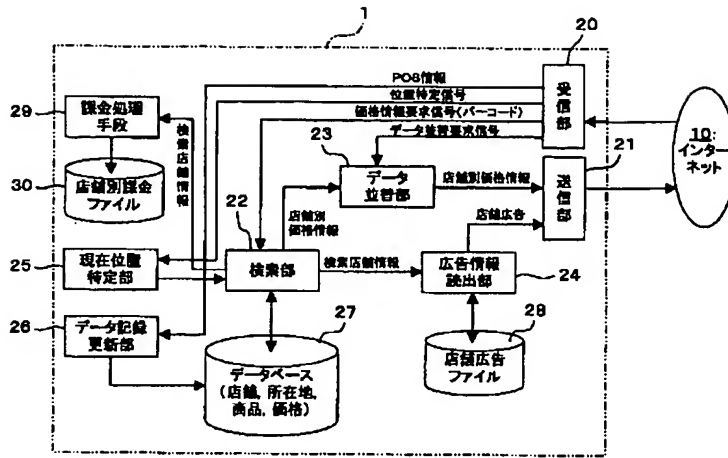 1
20
POS情報
位置特定信号
価格情報要求信号(バーコード)
データ並替要求信号
受信部
29
課金処理
手段
検索店舗情報
30
店舗別課金
ファイル
23
データ
並替部
店舗別価格情報
21
送信部
10:
インター
ネット
店舗別
価格情報
店舗広告
22
25
現在位置
特定部
検索部
検索店舗情報
広告情報
読出部
24
26
データ記録
更新部
27
データベース
(店舗, 所在地,
商品, 価格)
28
店舗広告
ファイル